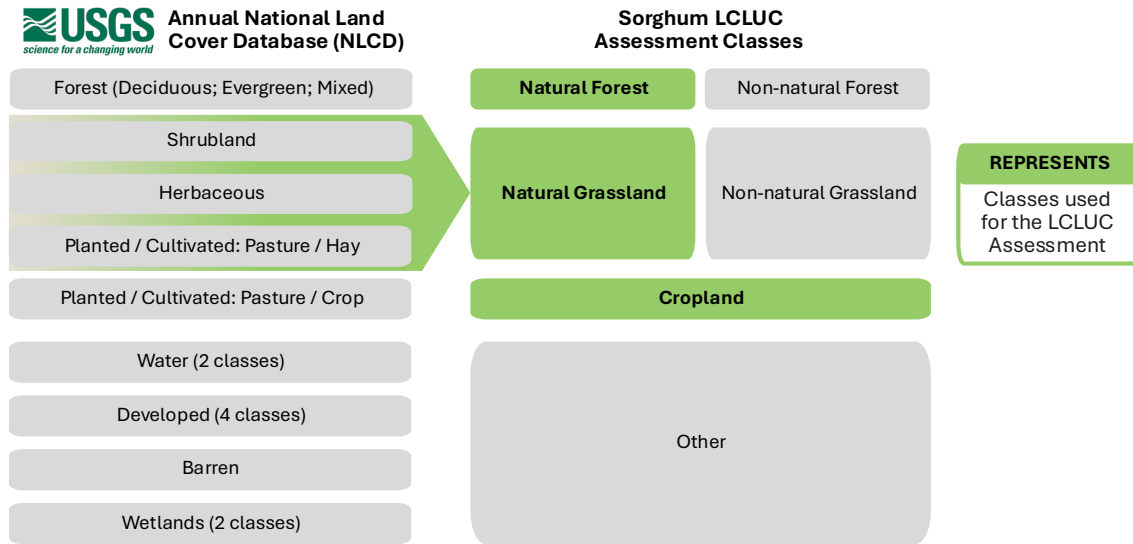 USGS
science for a changing world
Annual National Land
Cover Database (NLCD)
Sorghum LCLUC
Assessment Classes
Forest (Deciduous; Evergreen; Mixed)
Natural Forest
Non-natural Forest
Shrubland
Herbaceous
Planted / Cultivated: Pasture / Hay
Natural Grassland
Non-natural Grassland
REPRESENTS
Classes used
for the LCLUC
Assessment
Planted / Cultivated: Pasture / Crop
Cropland
Water (2 classes)
Developed (4 classes)
Barren
Wetlands (2 classes)
Other